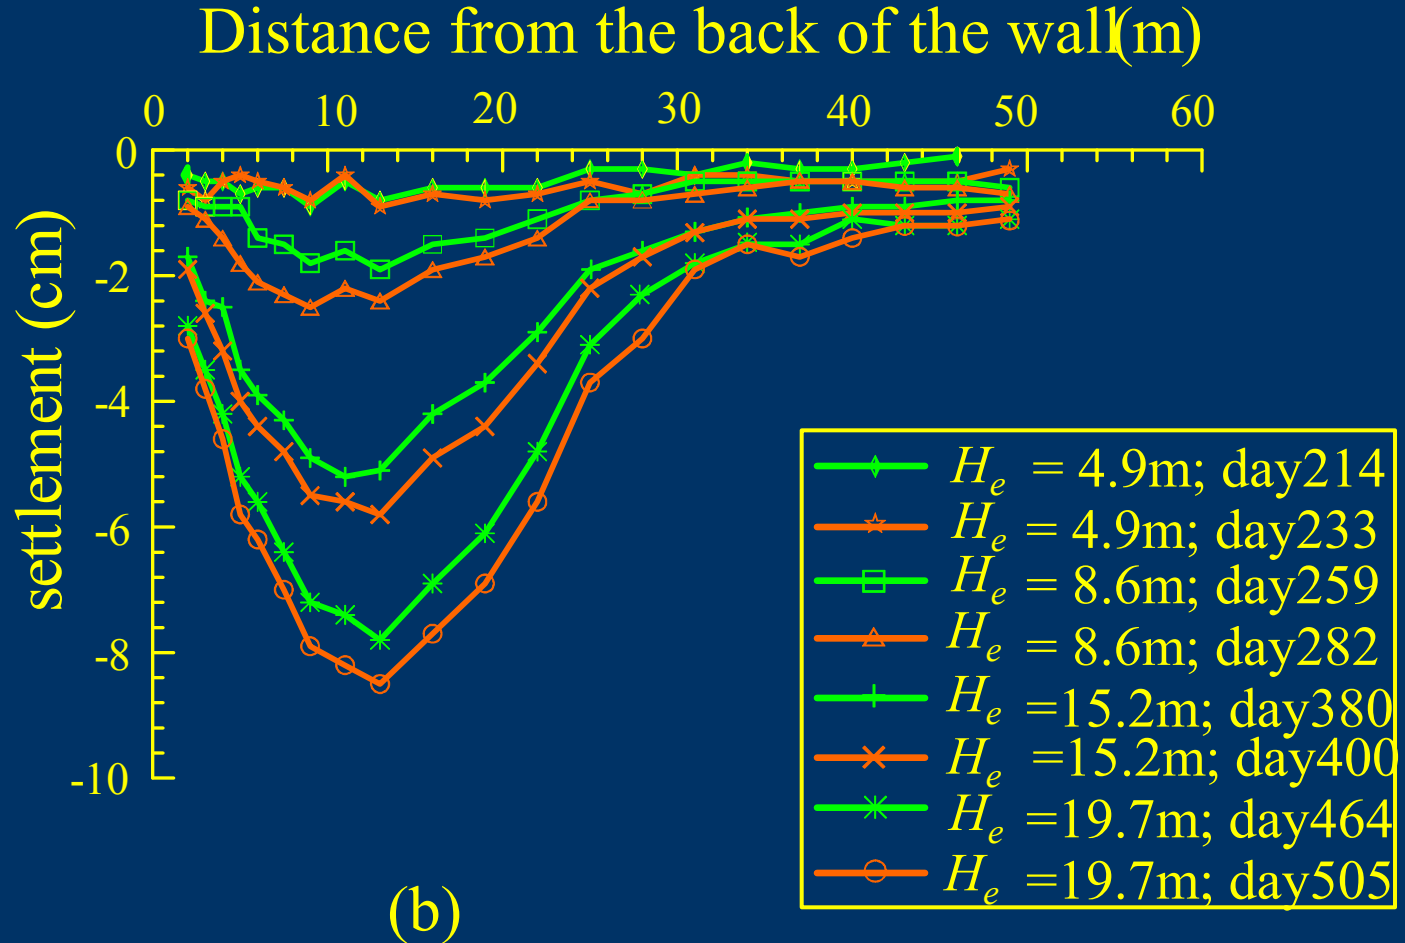 Distance from the back of the wall(m)
0 10 20 30 40 50 60
0
-2
-4
-6
-8
-10
settlement (cm)
He = 4.9m; day214
He = 4.9m; day233
He = 8.6m; day259
He = 8.6m; day282
He =15.2m; day380
He =15.2m; day400
He =19.7m; day464
He =19.7m; day505
(b)